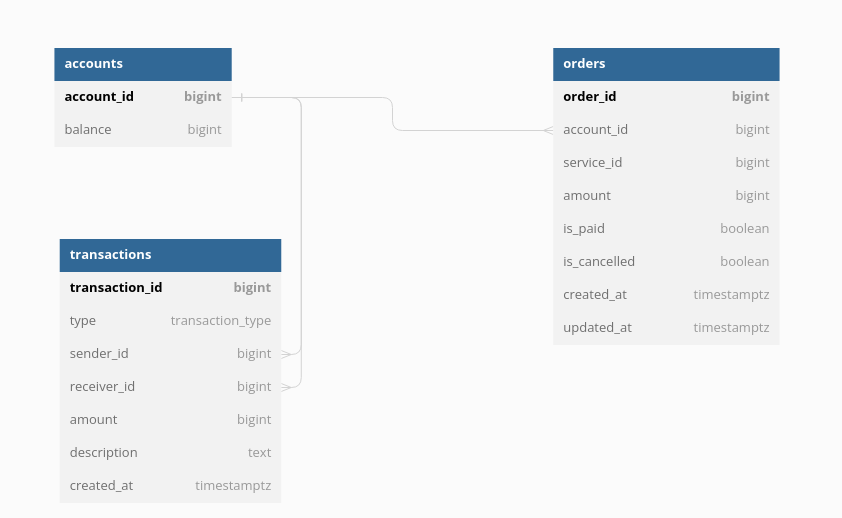 accounts
account_id bigint
balance bigint
orders
order_id bigint
account_id bigint
service_id bigint
amount bigint
is_paid boolean
is_cancelled boolean
created_at timestamptz
updated_at timestamptz
transactions
transaction_id bigint
type transaction_type
sender_id bigint
receiver_id bigint
amount bigint
description text
created_at timestamptz